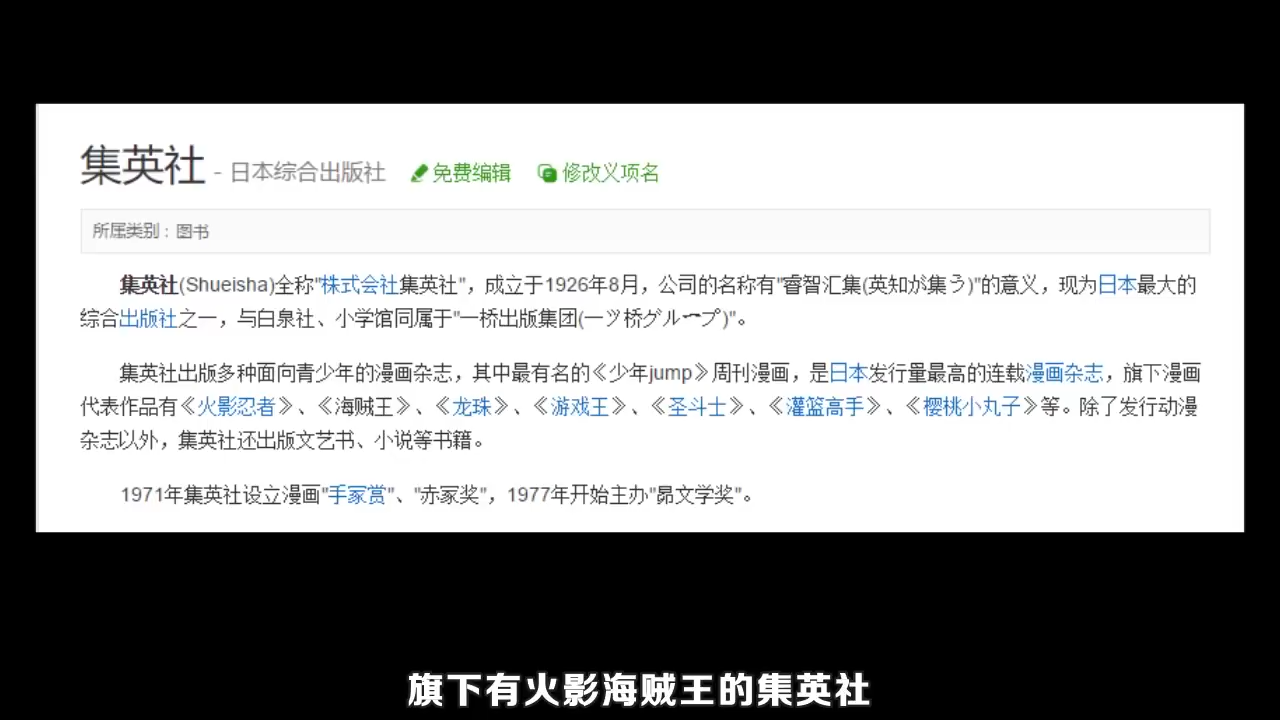 集英社 - 日本综合出版社 免费编辑 修改义项名
所属类别：图书
集英社(Shueisha)全称"株式会社集英社"，成立于1926年8月，公司的名称有"睿智汇集(英知が集う)"的意义，现为日本最大的
综合出版社之一，与白泉社、小学馆同属于"一桥出版集团(一ツ橋グループ)"。
集英社出版多种面向青少年的漫画杂志，其中最有名的《少年jump》周刊漫画，是日本发行量最高的连载漫画杂志，旗下漫画
代表作品有《火影忍者》、《海贼王》、《龙珠》、《游戏王》、《圣斗士》、《灌篮高手》、《樱桃小丸子》等。除了发行动漫
杂志以外，集英社还出版文艺书、小说等书籍。
1971年集英社设立漫画"手冢赏"、"赤冢奖"，1977年开始主办"昴文学奖"。
旗下有火影海贼王的集英社